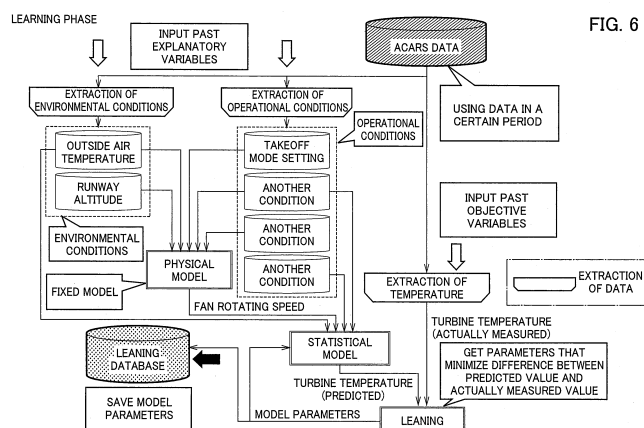 LEARNING PHASE
FIG. 6
INPUT PAST
EXPLANATORY
VARIABLES
ACARS DATA
EXTRACTION OF
ENVIRONMENTAL CONDITIONS
EXTRACTION OF
OPERATIONAL CONDITIONS
USING DATA IN A
CERTAIN PERIOD
OPERATIONAL
CONDITIONS
OUTSIDE AIR
TEMPERATURE
TAKEOFF
MODE SETTING
RUNWAY
ALTITUDE
ANOTHER
CONDITION
INPUT PAST
OBJECTIVE
VARIABLES
ENVIRONMENTAL
CONDITIONS
ANOTHER
CONDITION
PHYSICAL
MODEL
ANOTHER
CONDITION
FIXED MODEL
EXTRACTION OF
TEMPERATURE
EXTRACTION
OF DATA
FAN ROTATING SPEED
TURBINE TEMPERATURE
(ACTUALLY MEASURED)
LEANING
DATABASE
STATISTICAL
MODEL
GET PARAMETERS THAT
MINIMIZE DIFFERENCE BETWEEN
PREDICTED VALUE AND
ACTUALLY MEASURED VALUE
TURBINE TEMPERATURE
(PREDICTED)
SAVE MODEL
PARAMETERS
MODEL PARAMETERS
LEANING